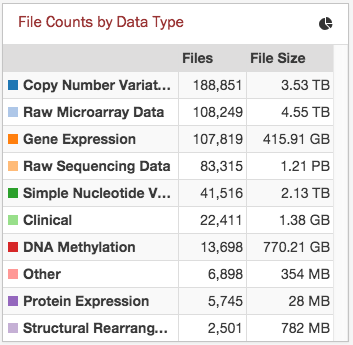 File Counts by Data Type
Files File Size
Copy Number Variat... 188,851 3.53 TB
Raw Microarray Data 108,249 4.55 TB
Gene Expression 107,819 415.91 GB
Raw Sequencing Data 83,315 1.21 PB
Simple Nucleotide V... 41,516 2.13 TB
Clinical 22,411 1.38 GB
DNA Methylation 13,698 770.21 GB
Other 6,898 354 MB
Protein Expression 5,745 28 MB
Structural Rearrang... 2,501 782 MB